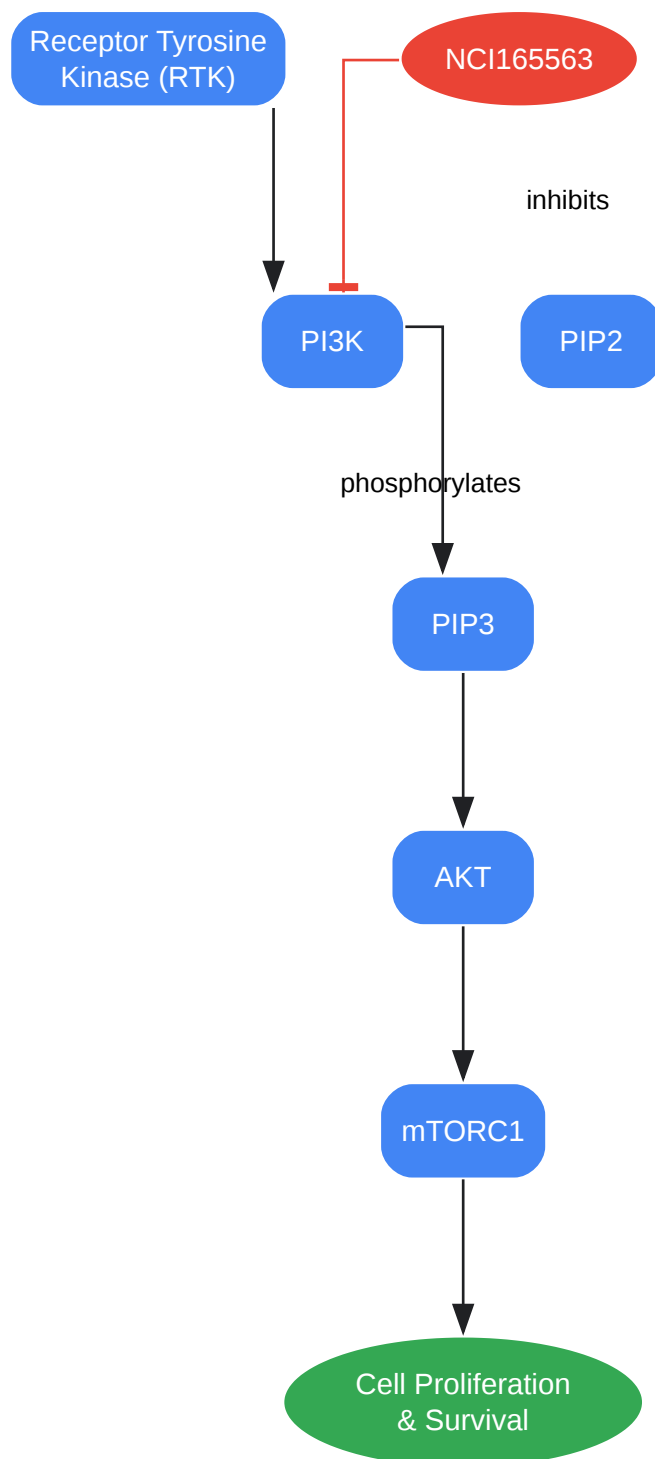 Receptor Tyrosine
Kinase (RTK)
NCI165563
inhibits
PI3K
PIP2
phosphorylates
PIP3
AKT
mTORC1
Cell Proliferation
& Survival